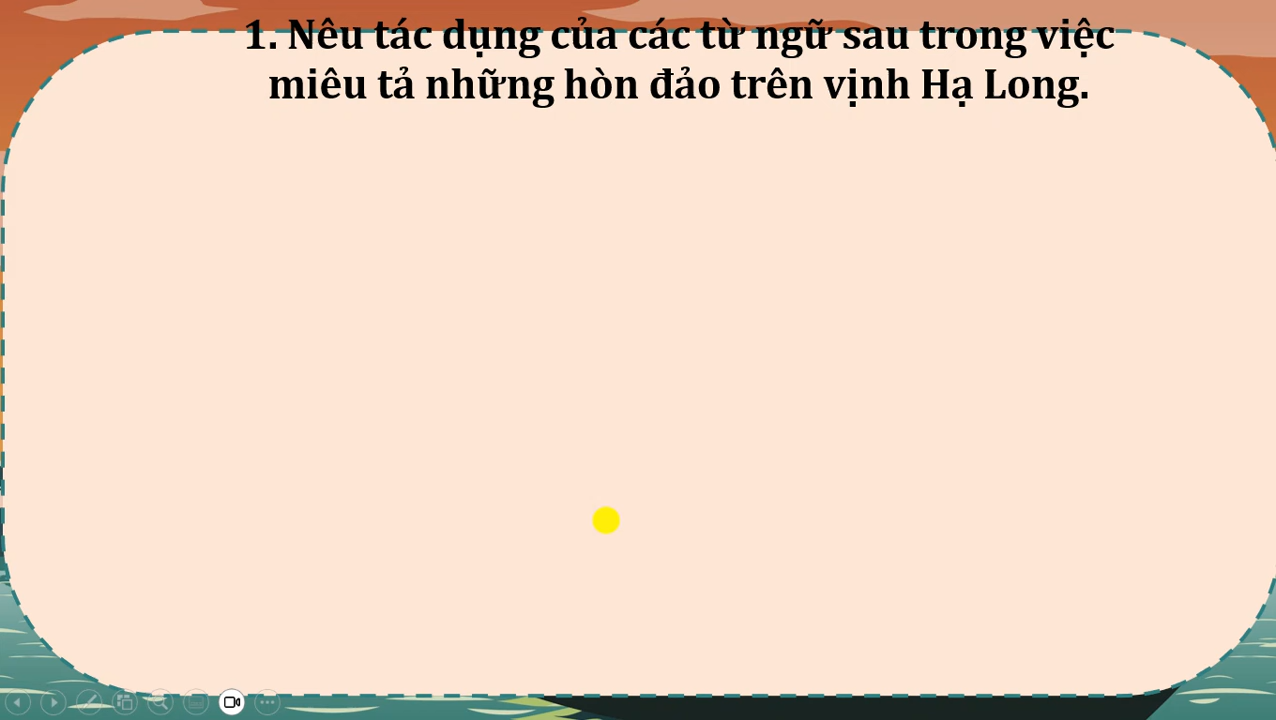 1. Nêu tác dụng của các từ ngữ sau trong việc
miêu tả những hòn đảo trên vịnh Hạ Long.